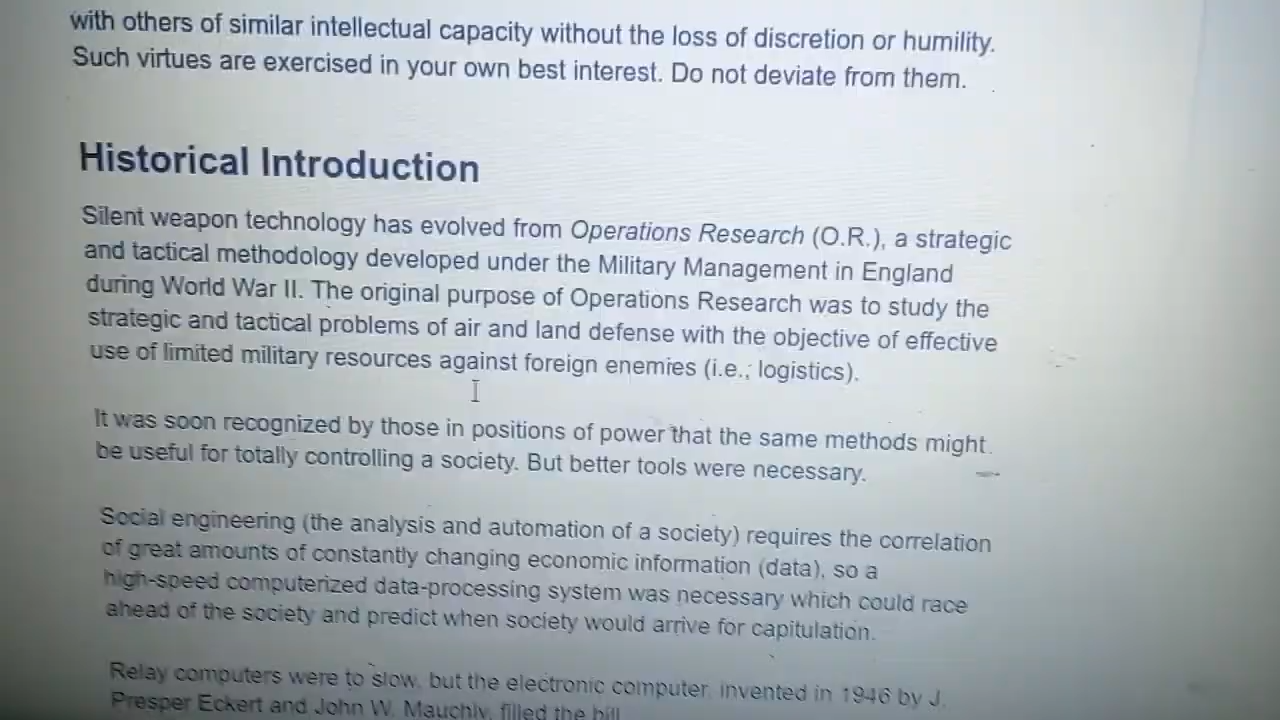 with others of similar intellectual capacity without the loss of discretion or humility.
Such virtues are exercised in your own best interest. Do not deviate from them.
Historical Introduction
Silent weapon technology has evolved from Operations Research (O.R.), a strategic
and tactical methodology developed under the Military Management in England
during World War II. The original purpose of Operations Research was to study the
strategic and tactical problems of air and land defense with the objective of effective
use of limited military resources against foreign enemies (i.e.; logistics).
It was soon recognized by those in positions of power that the same methods might
be useful for totally controlling a society. But better tools were necessary.
Social engineering (the analysis and automation of a society) requires the correlation
of great amounts of constantly changing economic information (data), so a
high-speed computerized data-processing system was necessary which could race
ahead of the society and predict when society would arrive for capitulation.
Relay computers were to slow, but the electronic computer, invented in 1946 by J.
Presper Eckert and John W. Mauchly, filled the bill.